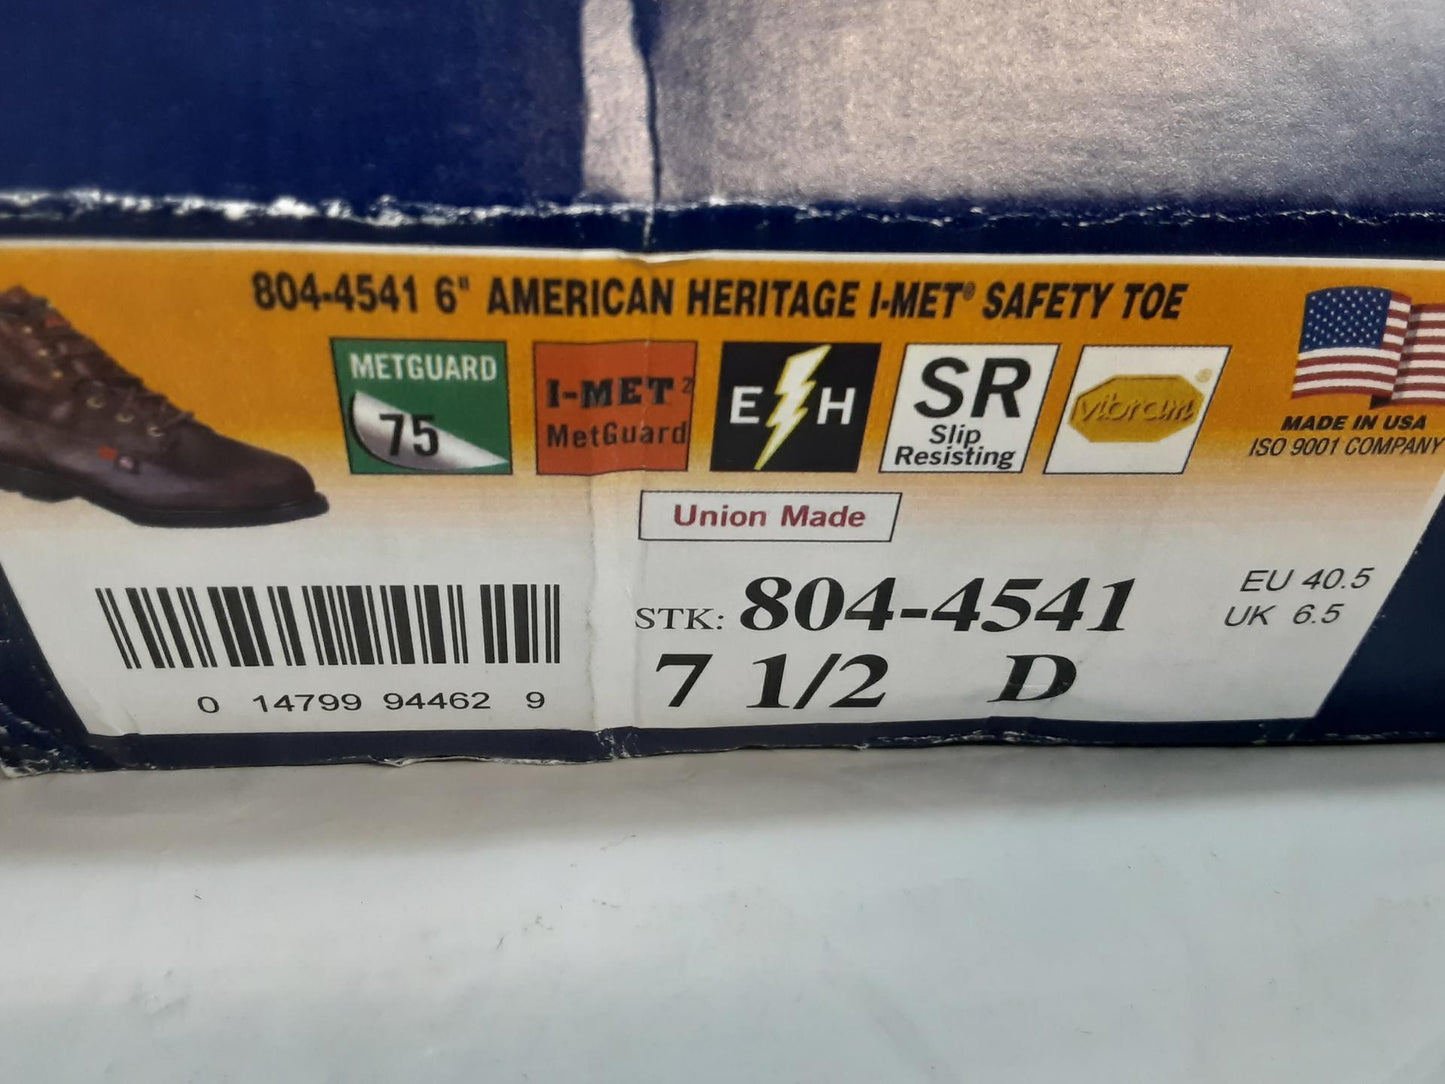 804-4541 6" AMERICAN HERITAGE I-MET® SAFETY TOE
METGUARD
75
I-MET 2
MetGuard
E H
SR
Slip
Resisting
vibram ®
MADE IN USA
ISO 9001 COMPANY
Union Made
STK: 804-4541
7 1/2 D
EU 40.5
UK 6.5
0 14799 94462 9